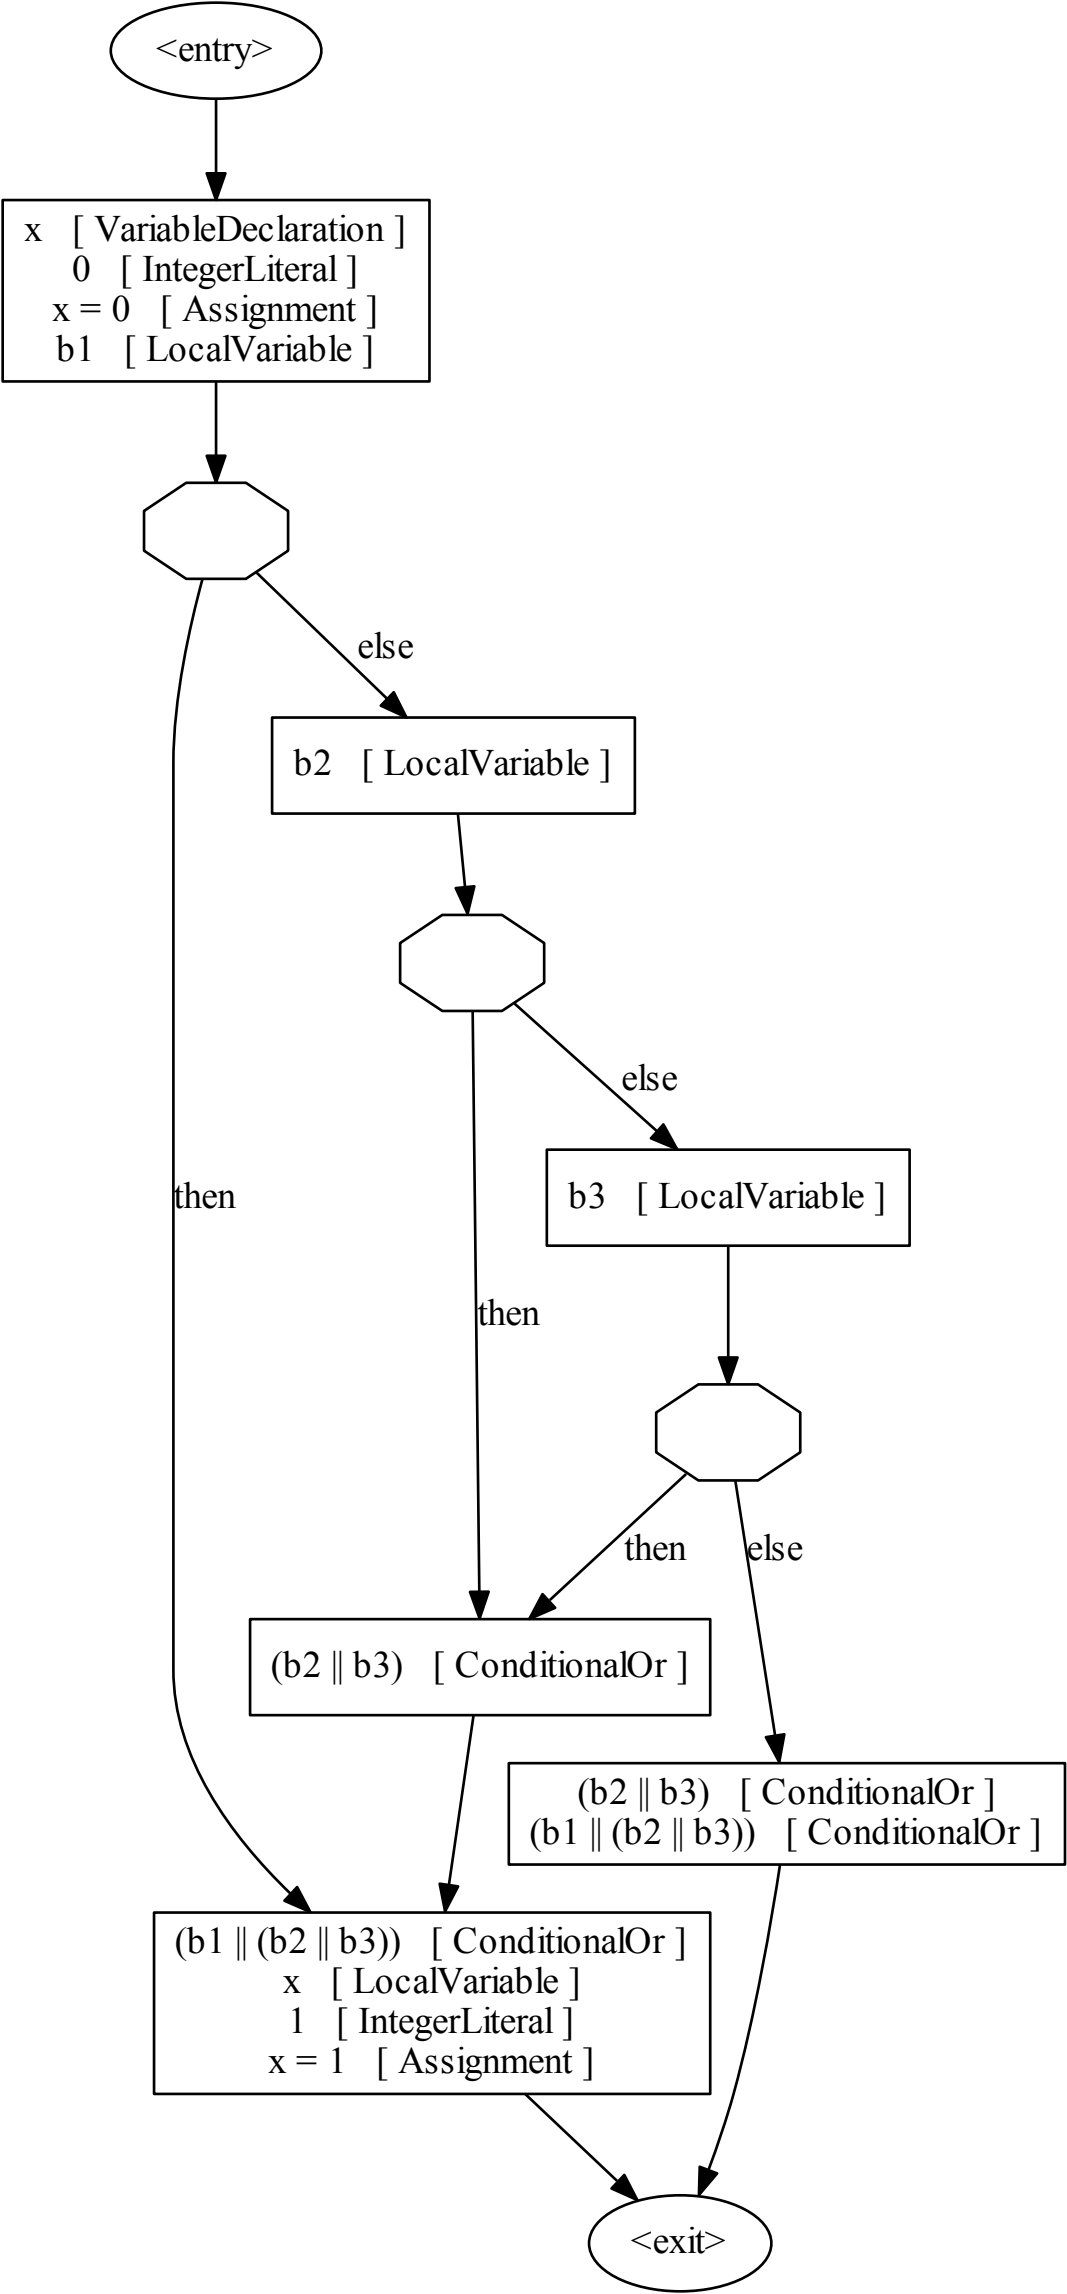 <entry>
x [ VariableDeclaration ]
0 [ IntegerLiteral ]
x = 0 [ Assignment ]
b1 [ LocalVariable ]
else
b2 [ LocalVariable ]
else
then
b3 [ LocalVariable ]
then
then
else
(b2 || b3) [ ConditionalOr ]
(b2 || b3) [ ConditionalOr ]
(b1 || (b2 || b3)) [ ConditionalOr ]
(b1 || (b2 || b3)) [ ConditionalOr ]
x [ LocalVariable ]
1 [ IntegerLiteral ]
x = 1 [ Assignment ]
<exit>